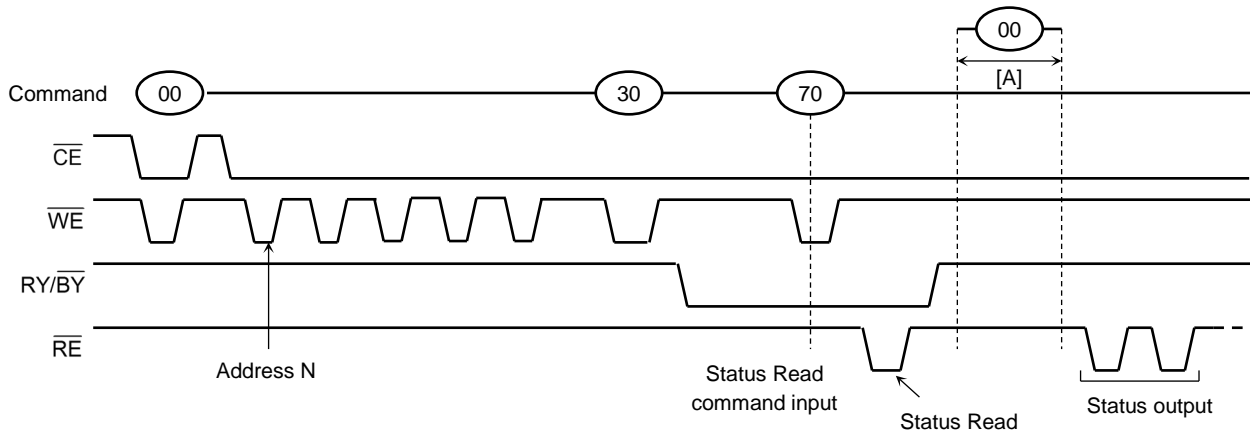 00
[A]
Command 00 30 70
CE
WE
RY/BY
RE
Address N
Status Read
command input
Status Read
Status output